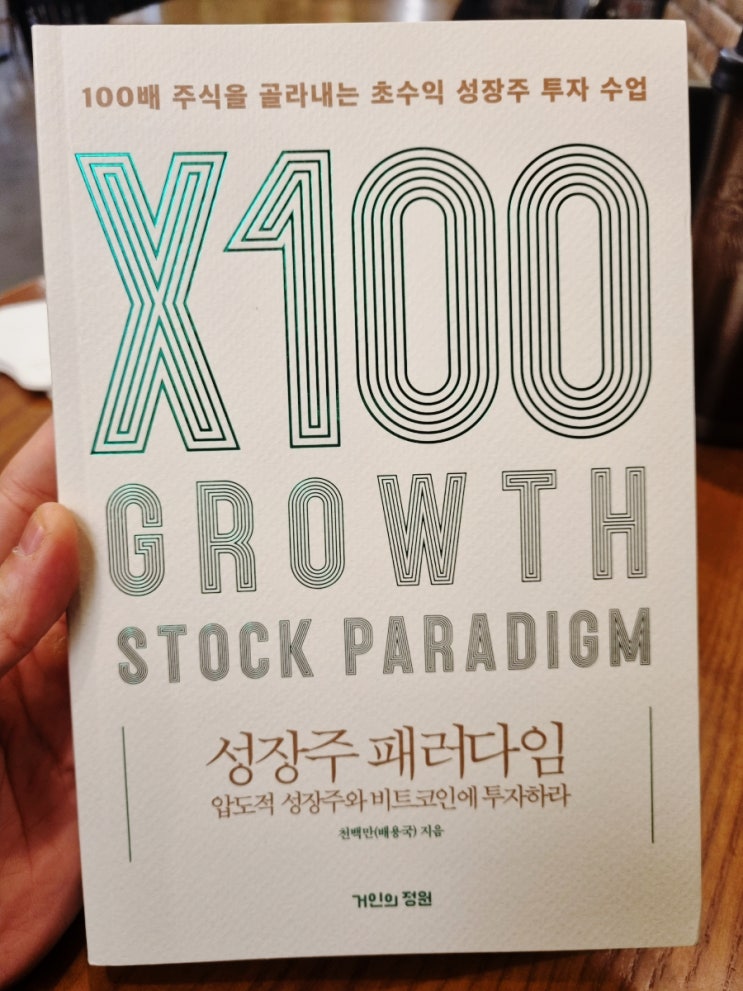 100배 주식을 골라내는 초수익 성장주 투자 수업
X100
GROWTH
STOCK PARADIGM
성장주 패러다임
압도적 성장주와 비트코인에 투자하라
천백만(배용국) 지음
거인의 정원